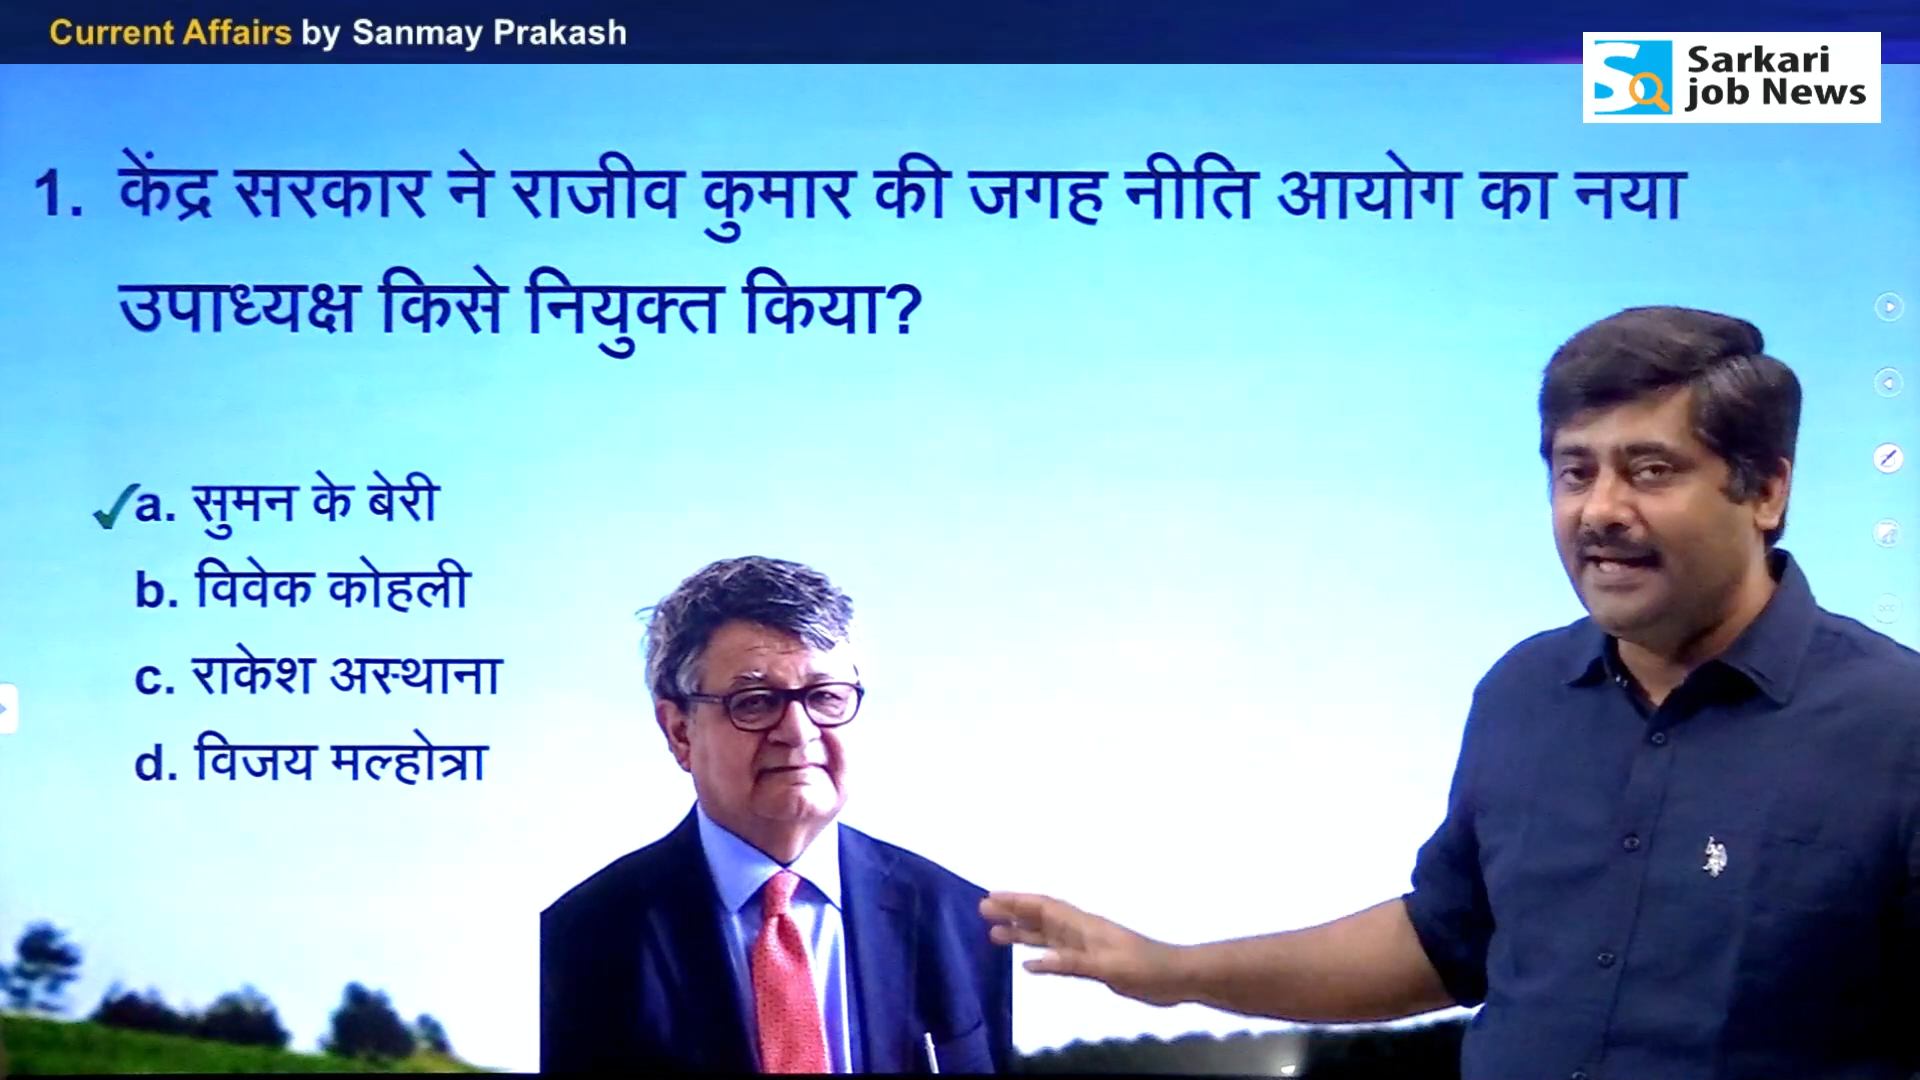 Current Affairs by Sanmay Prakash
Sarkari
job News
1. केंद्र सरकार ने राजीव कुमार की जगह नीति आयोग का नया
उपाध्यक्ष किसे नियुक्त किया?
a. सुमन के बेरी
b. विवेक कोहली
c. राकेश अस्थाना
d. विजय मल्होत्रा